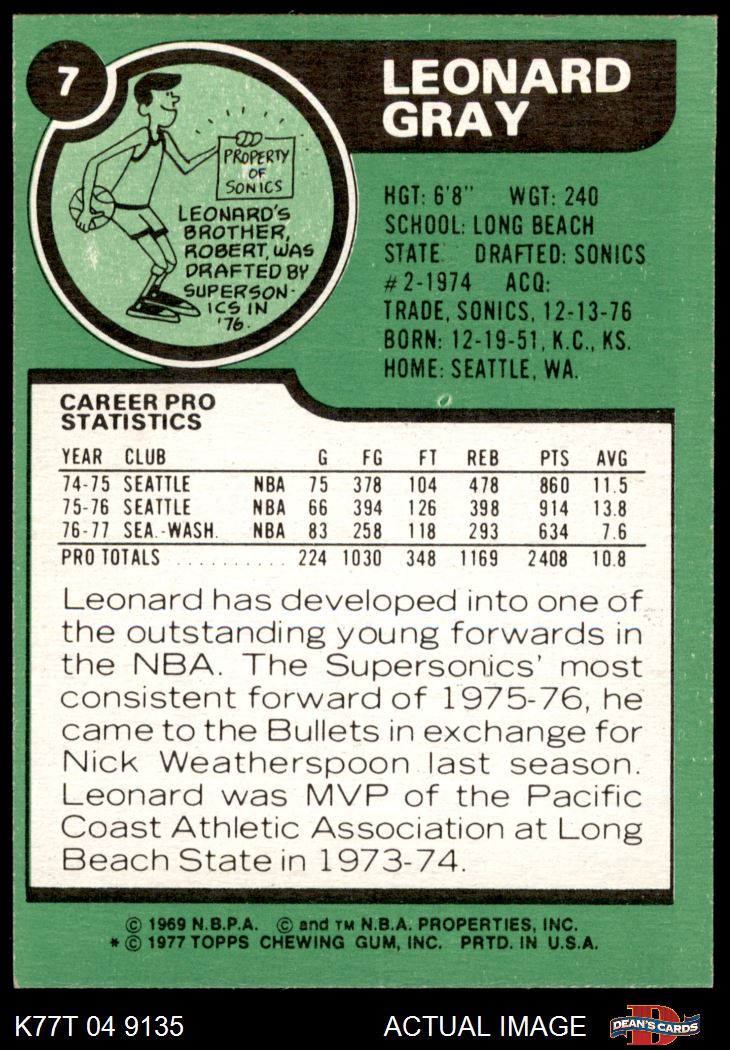 7
LEONARD
GRAY
PROPERTY
OF
SONICS
LEONARD'S
BROTHER,
ROBERT, WAS
DRAFTED BY
SUPERSON-
ICS IN
'76.
HGT: 6'8" WGT: 240
SCHOOL: LONG BEACH
STATE DRAFTED: SONICS
#2-1974 ACQ:
TRADE, SONICS, 12-13-76
BORN: 12-19-51, K.C., KS.
HOME: SEATTLE, WA.
CAREER PRO
STATISTICS
YEAR CLUB G FG FT REB PTS AVG
74-75 SEATTLE NBA 75 378 104 478 860 11.5
75-76 SEATTLE NBA 66 394 126 398 914 13.8
76-77 SEA.-WASH. NBA 83 258 118 293 634 7.6
PRO TOTALS . . . . . . . . . . . 224 1030 348 1169 2408 10.8
Leonard has developed into one of
the outstanding young forwards in
the NBA. The Supersonics' most
consistent forward of 1975-76, he
came to the Bullets in exchange for
Nick Weatherspoon last season.
Leonard was MVP of the Pacific
Coast Athletic Association at Long
Beach State in 1973-74.
© 1969 N.B.P.A. © and TM N.B.A. PROPERTIES, INC.
* © 1977 TOPPS CHEWING GUM, INC. PRTD. IN U.S.A.
K77T 04 9135 ACTUAL IMAGE D DEAN'S CARDS